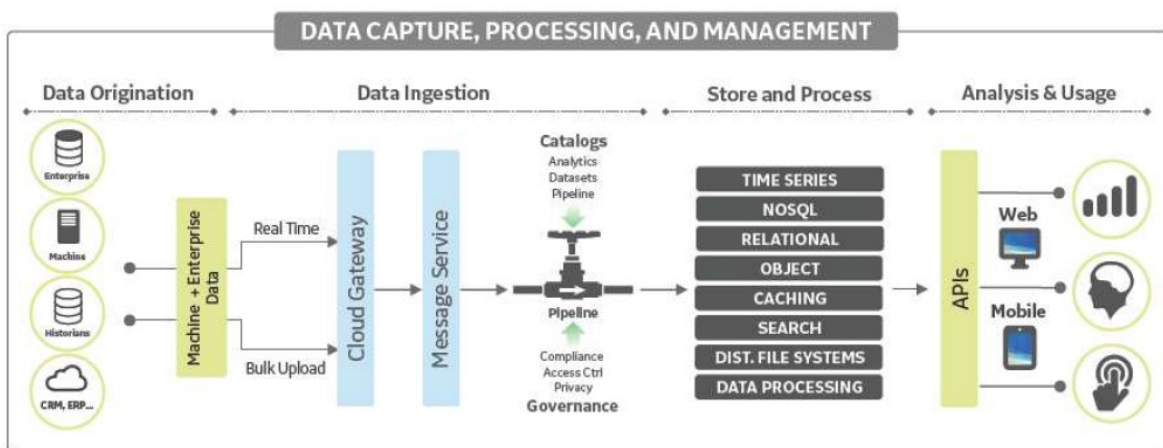 DATA CAPTURE, PROCESSING, AND MANAGEMENT
Data Origination
Data Ingestion
Store and Process
Analysis & Usage
Enterprise
Machine
Historians
CRM, ERP...
Machine + Enterprise
Data
Real Time
Bulk Upload
Cloud Gateway
Message Service
Catalogs
Analytics
Datasets
Pipeline
Pipeline
Compliance
Access Ctrl
Privacy
Governance
TIME SERIES
NOSQL
RELATIONAL
OBJECT
CACHING
SEARCH
DIST. FILE SYSTEMS
DATA PROCESSING
APIs
Web
Mobile